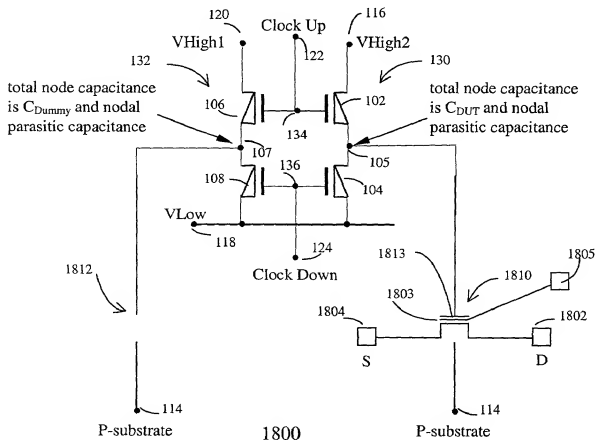 120
Clock Up
116
VHigh1
122
VHigh2
132
130
total node capacitance
is CDummy and nodal
parasitic capacitance
total node capacitance
is CDUT and nodal
parasitic capacitance
106
102
134
107
105
136
108
104
VLow
118
124
Clock Down
1812
1813
1810
1805
1804
1803
1802
S
D
114
114
P-substrate
1800
P-substrate